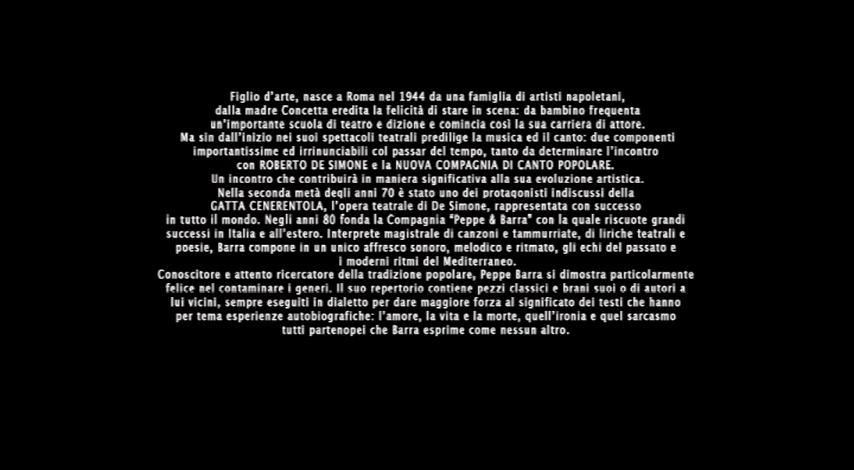 Figlio d'arte, nasce a Roma nel 1944 da una famiglia di artisti napoletani,
dalla madre Concetta eredita la felicità di stare in scena: da bambino frequenta
un'importante scuola di teatro e dizione e comincia così la sua carriera di attore.
Ma sin dall'inizio nei suoi spettacoli teatrali predilige la musica ed il canto: due componenti
importantissime ed irrinunciabili col passar del tempo, tanto da determinare l'incontro
con ROBERTO DE SIMONE e la NUOVA COMPAGNIA DI CANTO POPOLARE.
Un incontro che contribuirà in maniera significativa alla sua evoluzione artistica.
Nella seconda metà degli anni 70 è stato uno dei protagonisti indiscussi della
GATTA CENERENTOLA, l'opera teatrale di De Simone, rappresentata con successo
in tutto il mondo. Negli anni 80 fonda la Compagnia "Peppe & Barra" con la quale riscuote grandi
successi in Italia e all'estero. Interprete magistrale di canzoni e tammurriate, di liriche teatrali e
poesie, Barra compone in un unico affresco sonoro, melodico e ritmato, gli echi del passato e
i moderni ritmi del Mediterraneo.
Conoscitore e attento ricercatore della tradizione popolare, Peppe Barra si dimostra particolarmente
felice nel contaminare i generi. Il suo repertorio contiene pezzi classici e brani suoi o di autori a
lui vicini, sempre eseguiti in dialetto per dare maggiore forza al significato dei testi che hanno
per tema esperienze autobiografiche: l'amore, la vita e la morte, quell'ironia e quel sarcasmo
tutti partenopei che Barra esprime come nessun altro.